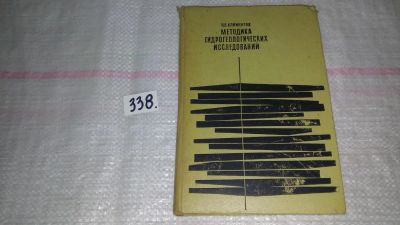 338.
П.П.КЛИМЕНТОВ
МЕТОДИКА
ГИДРОГЕОЛОГИЧЕСКИХ
ИССЛЕДОВАНИЙ